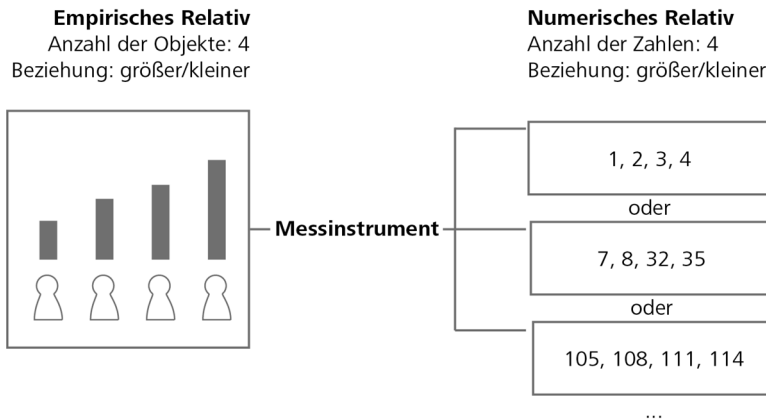 Empirisches Relativ
Anzahl der Objekte: 4
Beziehung: größer/kleiner
Messinstrument
Numerisches Relativ
Anzahl der Zahlen: 4
Beziehung: größer/kleiner
1, 2, 3, 4
oder
7, 8, 32, 35
oder
105, 108, 111, 114
...